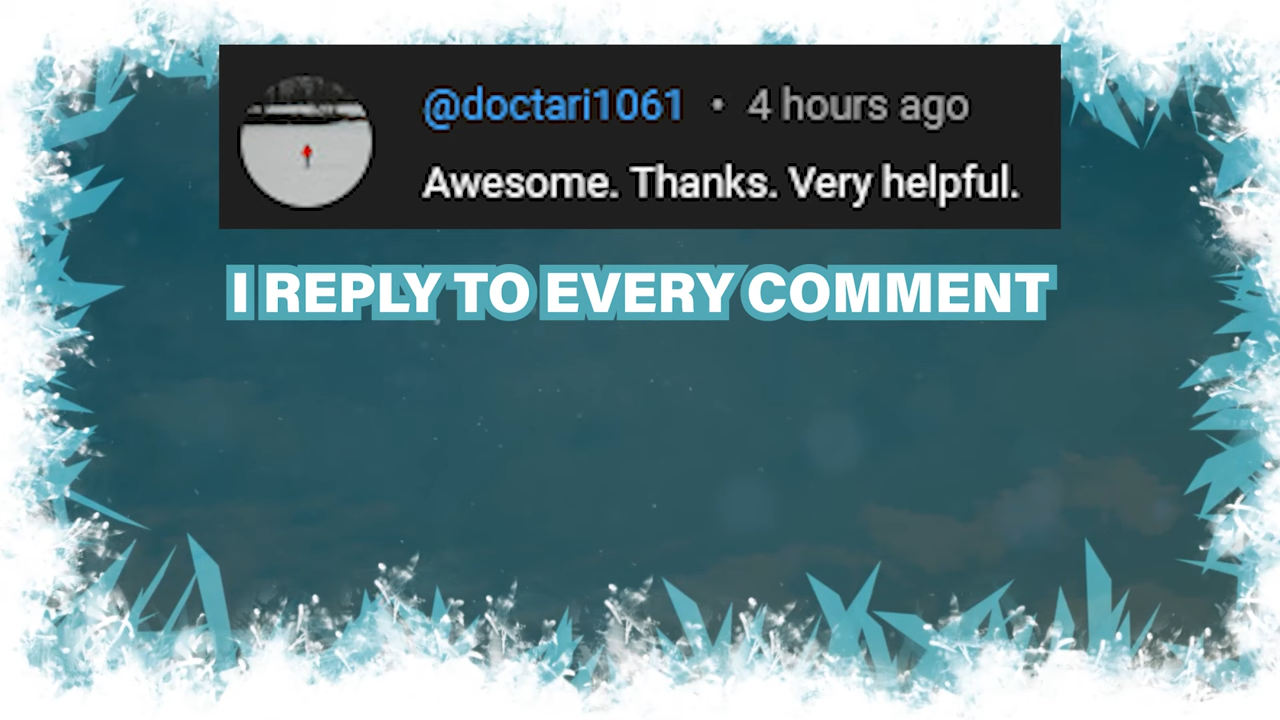 @doctari1061 • 4 hours ago
Awesome. Thanks. Very helpful.
I REPLY TO EVERY COMMENT